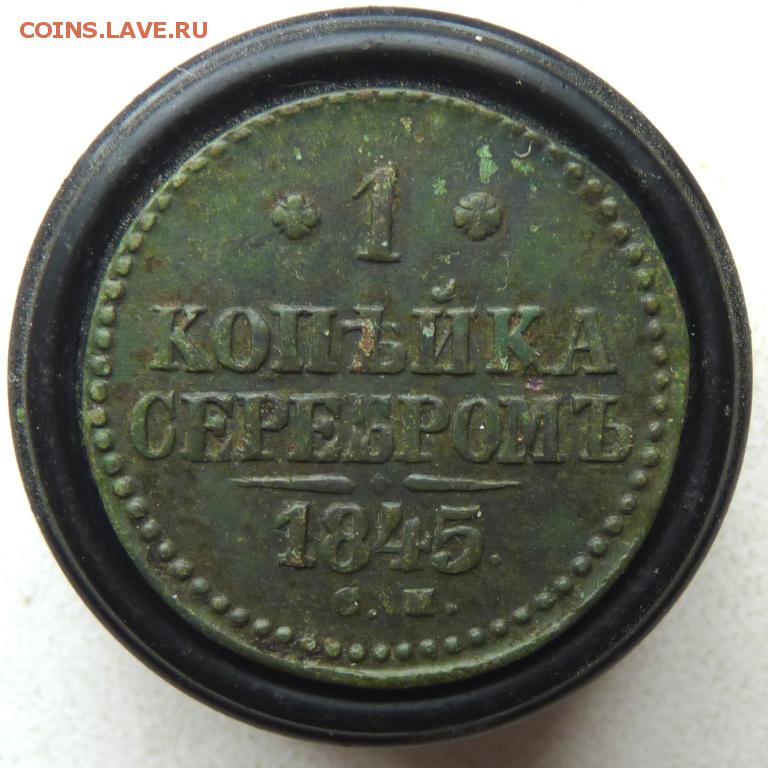 COINS.LAVE.RU
1
КОПѢЙКА
СЕРЕБРОМЪ
1845.
С.М.